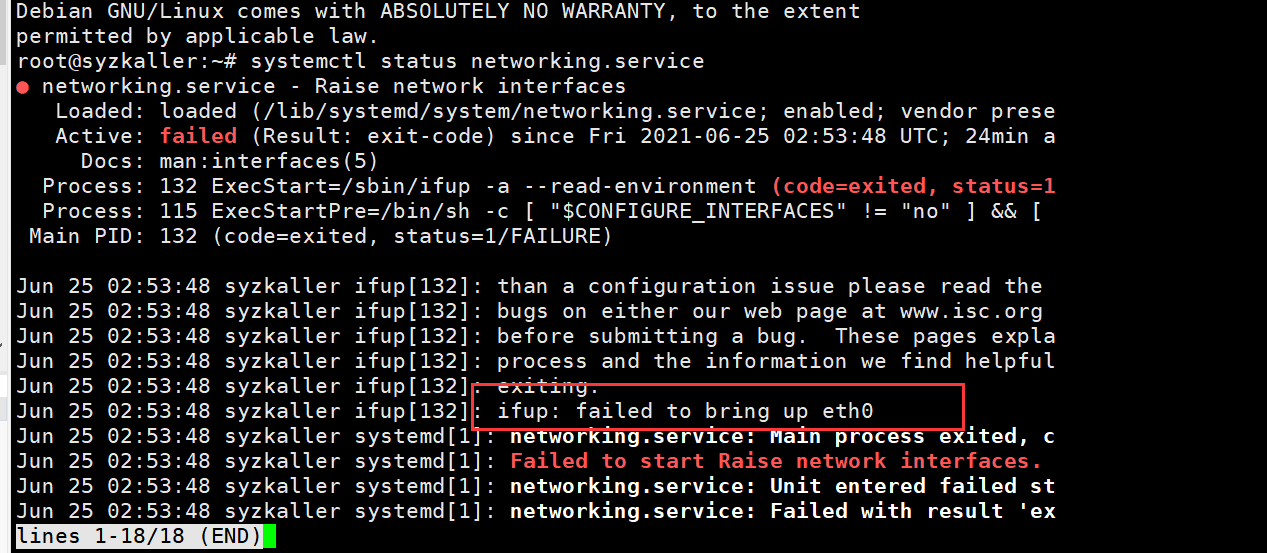 Debian GNU/Linux comes with ABSOLUTELY NO WARRANTY, to the extent
permitted by applicable law.
root@syzkaller:~# systemctl status networking.service
● networking.service - Raise network interfaces
   Loaded: loaded (/lib/systemd/system/networking.service; enabled; vendor prese
   Active: failed (Result: exit-code) since Fri 2021-06-25 02:53:48 UTC; 24min a
     Docs: man:interfaces(5)
  Process: 132 ExecStart=/sbin/ifup -a --read-environment (code=exited, status=1
  Process: 115 ExecStartPre=/bin/sh -c [ "$CONFIGURE_INTERFACES" != "no" ] && [
 Main PID: 132 (code=exited, status=1/FAILURE)

Jun 25 02:53:48 syzkaller ifup[132]: than a configuration issue please read the
Jun 25 02:53:48 syzkaller ifup[132]: bugs on either our web page at www.isc.org
Jun 25 02:53:48 syzkaller ifup[132]: before submitting a bug.  These pages expla
Jun 25 02:53:48 syzkaller ifup[132]: process and the information we find helpful
Jun 25 02:53:48 syzkaller ifup[132]: exiting.
Jun 25 02:53:48 syzkaller ifup[132]: ifup: failed to bring up eth0
Jun 25 02:53:48 syzkaller systemd[1]: networking.service: Main process exited, c
Jun 25 02:53:48 syzkaller systemd[1]: Failed to start Raise network interfaces.
Jun 25 02:53:48 syzkaller systemd[1]: networking.service: Unit entered failed st
Jun 25 02:53:48 syzkaller systemd[1]: networking.service: Failed with result 'ex
lines 1-18/18 (END)